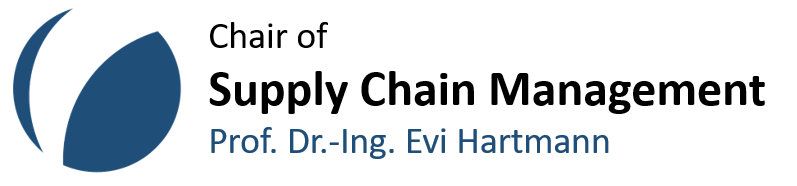 Chair of
Supply Chain Management
Prof. Dr.-Ing. Evi Hartmann